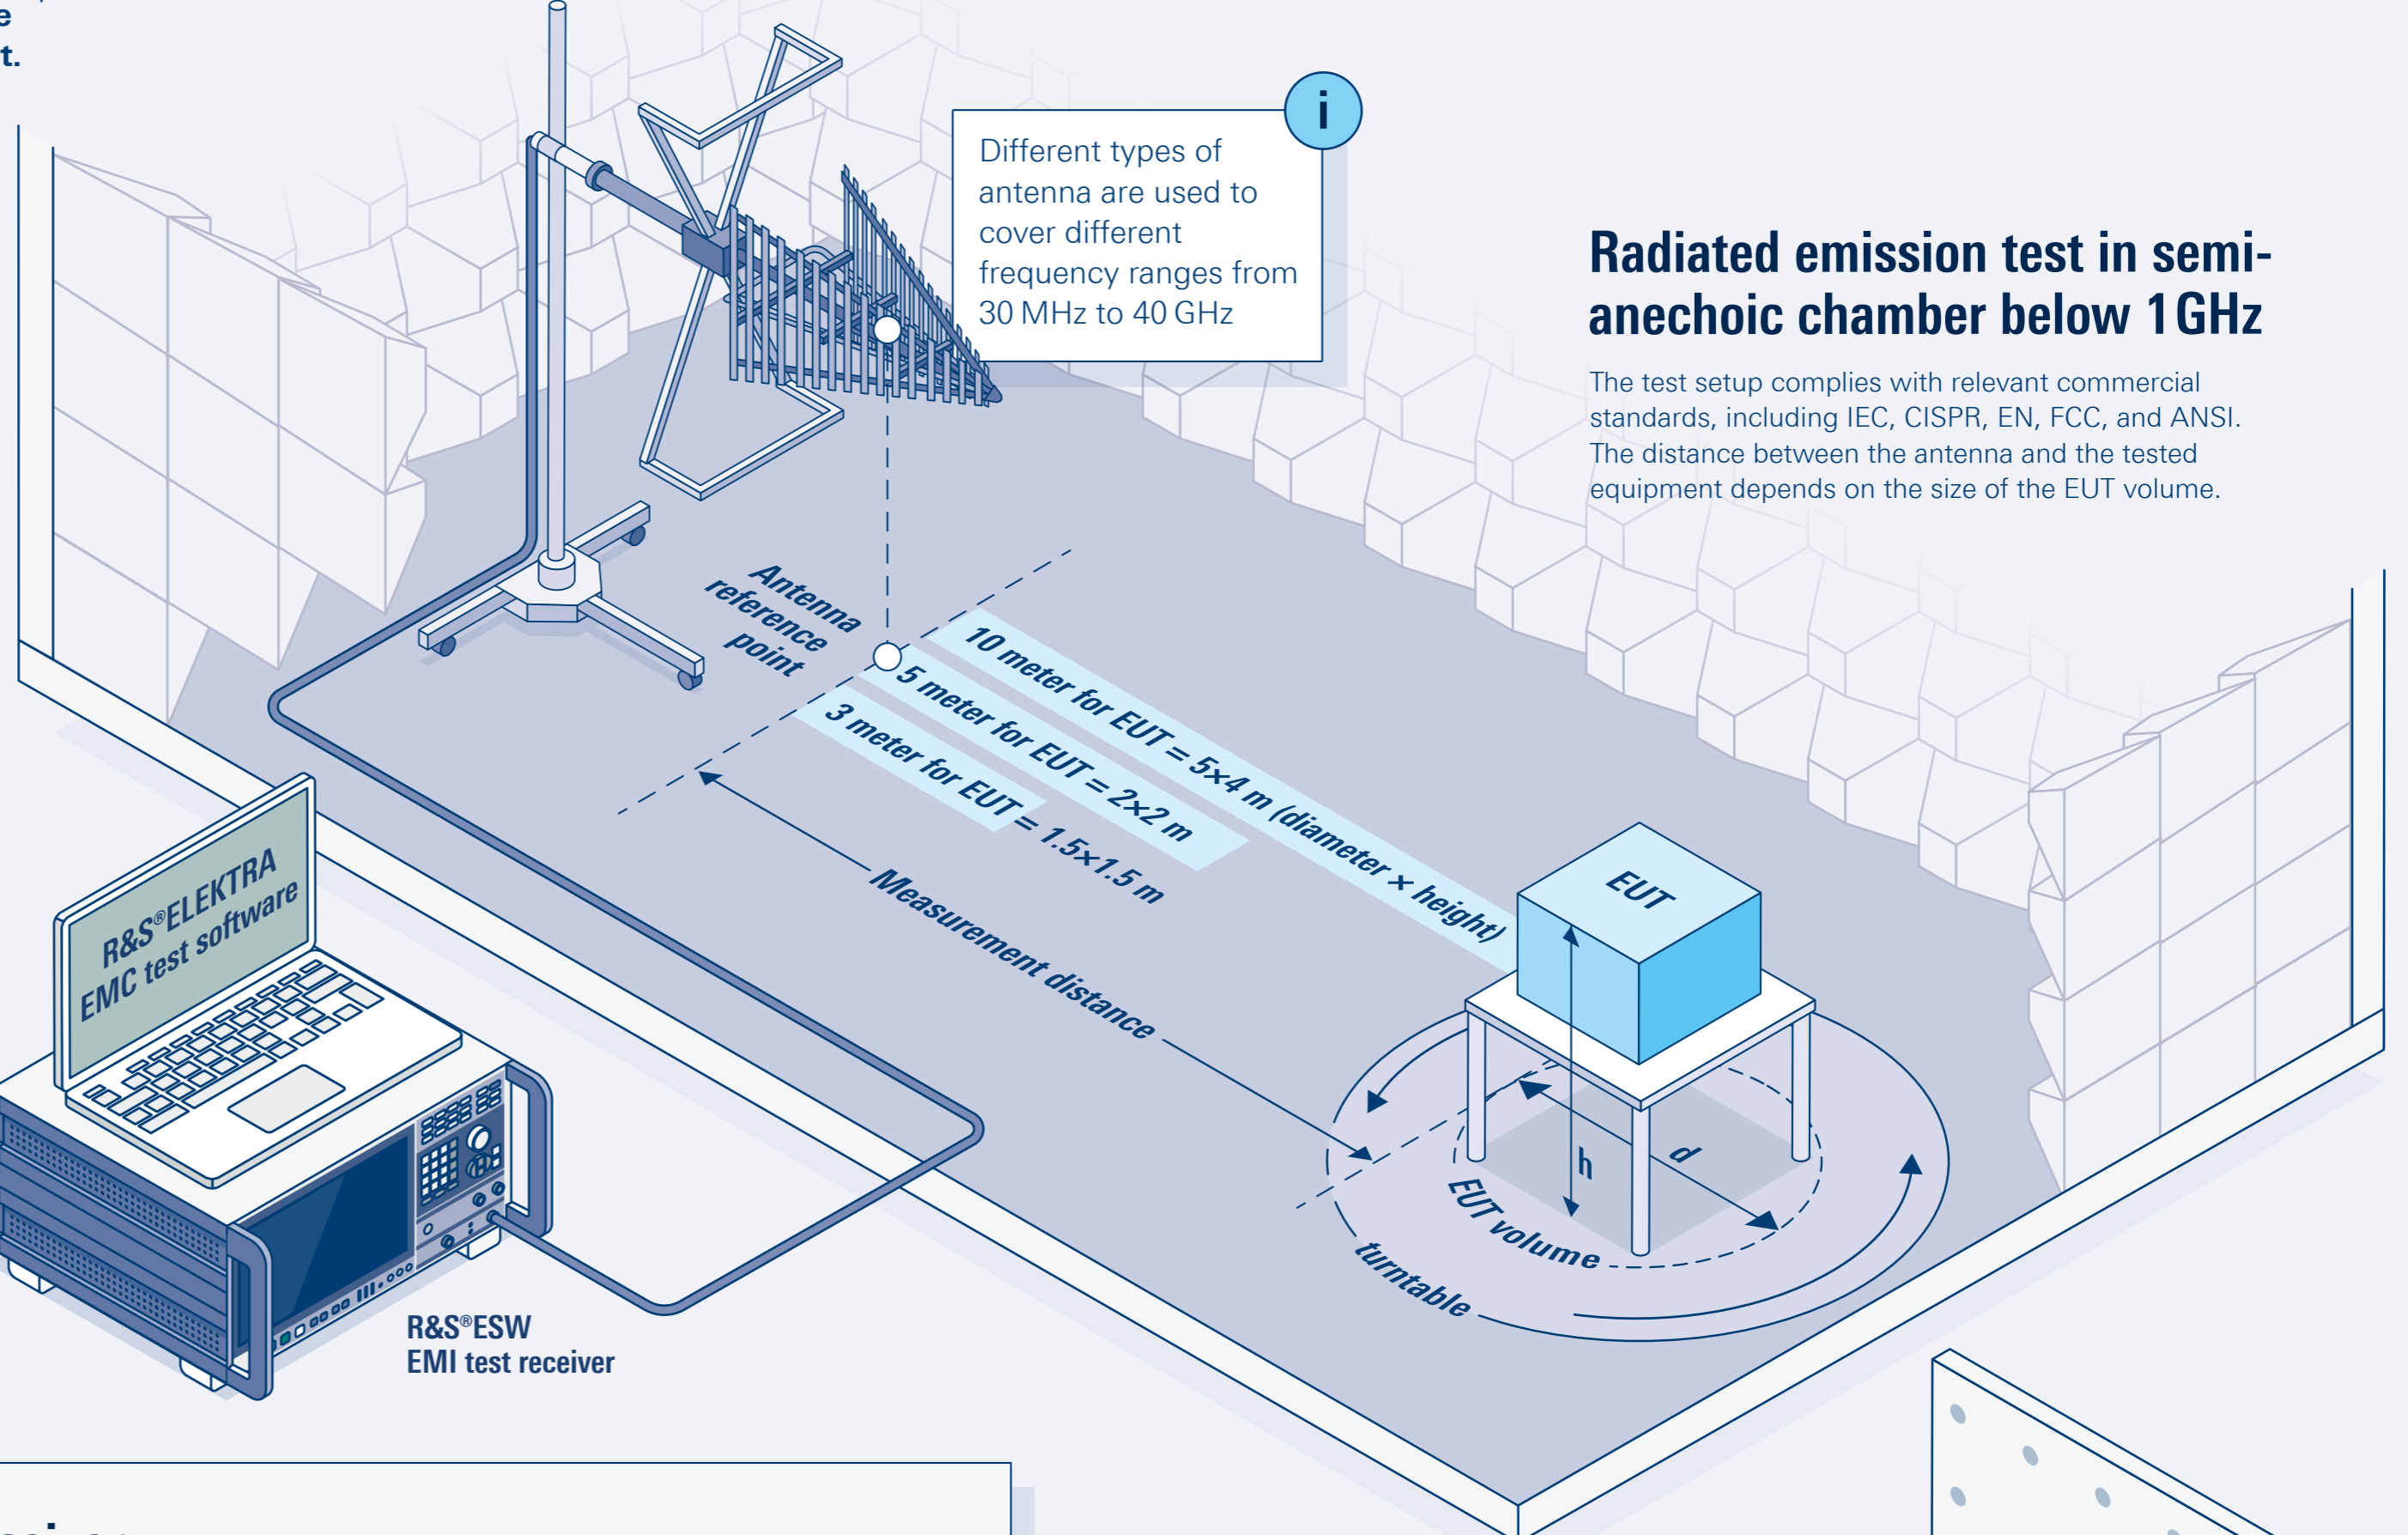 t.
i
Different types of
antenna are used to
cover different
frequency ranges from
30 MHz to 40 GHz
Radiated emission test in semi-
anechoic chamber below 1 GHz
The test setup complies with relevant commercial
standards, including IEC, CISPR, EN, FCC, and ANSI.
The distance between the antenna and the tested
equipment depends on the size of the EUT volume.
Antenna
reference
point
10 meter for EUT = 5×4 m (diameter × height)
5 meter for EUT = 2×2 m
3 meter for EUT = 1.5×1.5 m
Measurement distance
EUT
h
d
EUT volume
turntable
R&S®ELEKTRA
EMC test software
R&S®ESW
EMI test receiver